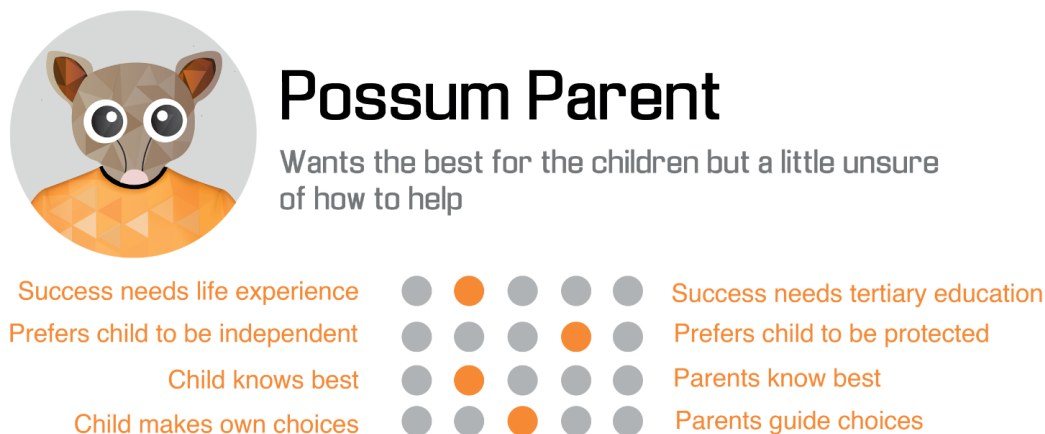 Possum Parent
Wants the best for the children but a little unsure
of how to help
Success needs life experience
Success needs tertiary education
Prefers child to be independent
Prefers child to be protected
Child knows best
Parents know best
Child makes own choices
Parents guide choices